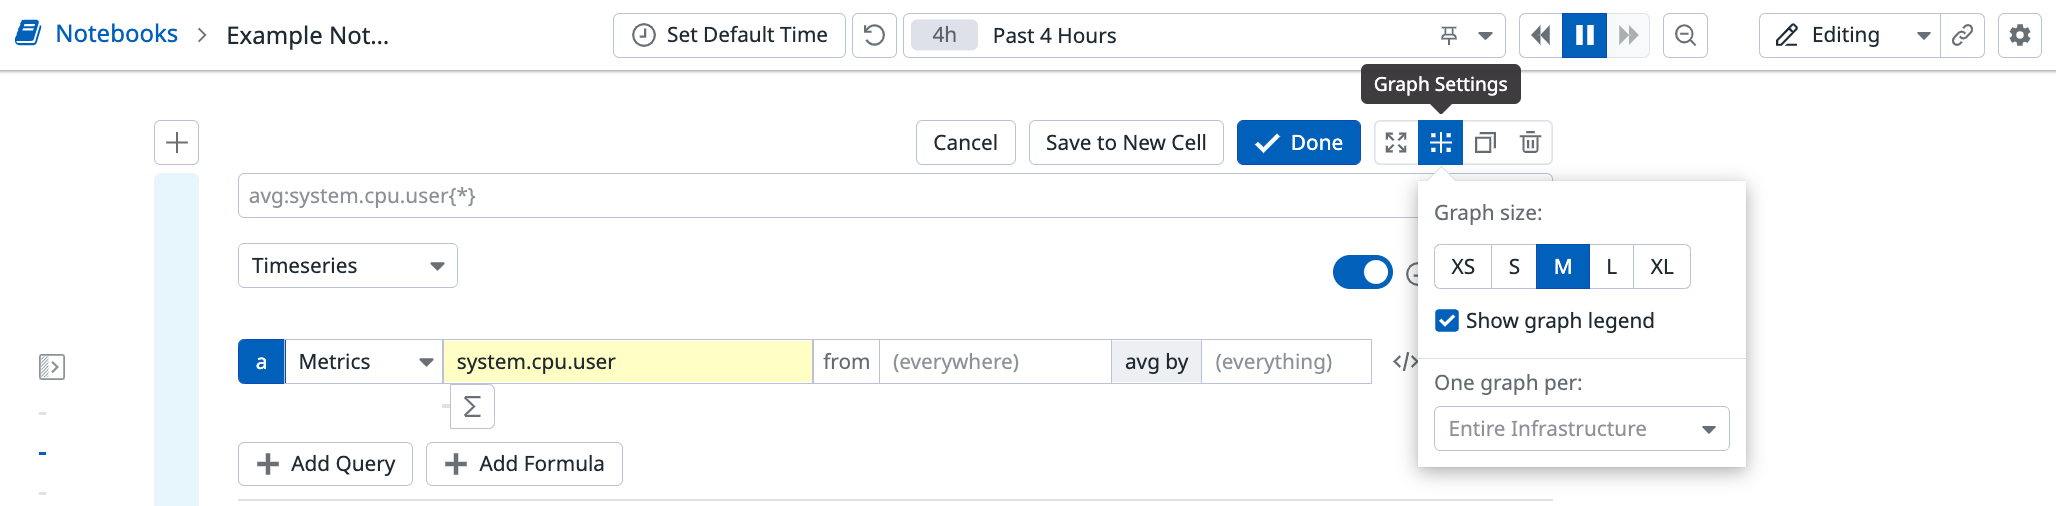 Notebooks > Example Not... Set Default Time 4h Past 4 Hours Editing
Graph Settings
Cancel Save to New Cell Done
avg:system.cpu.user{*}
Graph size:
Timeseries
XS S M L XL
Show graph legend
a Metrics system.cpu.user from (everywhere) avg by (everything) </>
One graph per:
Σ
Entire Infrastructure
Add Query Add Formula